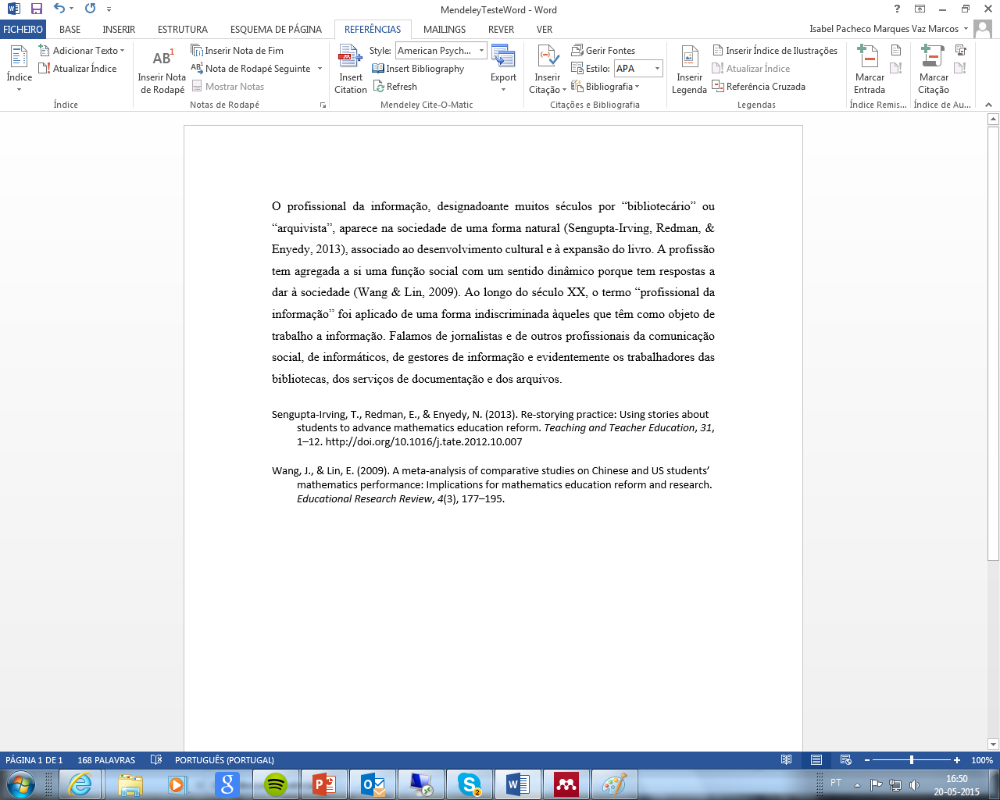 MendeleyTesteWord - Word
FICHEIRO BASE INSERIR ESTRUTURA ESQUEMA DE PÁGINA REFERÊNCIAS MAILINGS REVER VER Isabel Pacheco Marques Vaz Marcos
Índice
Adicionar Texto
Atualizar Índice
Índice
AB1
Inserir Nota de Rodapé
Inserir Nota de Fim
Nota de Rodapé Seguinte
Mostrar Notas
Notas de Rodapé
Insert Citation
Style: American Psych...
Insert Bibliography
Refresh
Export
Mendeley Cite-O-Matic
Inserir Citação
Gerir Fontes
Estilo: APA
Bibliografia
Citações e Bibliografia
Inserir Legenda
Inserir Índice de Ilustrações
Atualizar Índice
Referência Cruzada
Legendas
Marcar Entrada
Índice Remis...
Marcar Citação
Índice de Au...
O profissional da informação, designadoante muitos séculos por “bibliotecário” ou
“arquivista”, aparece na sociedade de uma forma natural (Sengupta-Irving, Redman, &
Enyedy, 2013), associado ao desenvolvimento cultural e à expansão do livro. A profissão
tem agregada a si uma função social com um sentido dinâmico porque tem respostas a
dar à sociedade (Wang & Lin, 2009). Ao longo do século XX, o termo “profissional da
informação” foi aplicado de uma forma indiscriminada àqueles que têm como objeto de
trabalho a informação. Falamos de jornalistas e de outros profissionais da comunicação
social, de informáticos, de gestores de informação e evidentemente os trabalhadores das
bibliotecas, dos serviços de documentação e dos arquivos.
Sengupta-Irving, T., Redman, E., & Enyedy, N. (2013). Re-storying practice: Using stories about
students to advance mathematics education reform. Teaching and Teacher Education, 31,
1–12. http://doi.org/10.1016/j.tate.2012.10.007
Wang, J., & Lin, E. (2009). A meta-analysis of comparative studies on Chinese and US students’
mathematics performance: Implications for mathematics education reform and research.
Educational Research Review, 4(3), 177–195.
PÁGINA 1 DE 1 168 PALAVRAS PORTUGUÊS (PORTUGAL) 100%
PT 16:50
20-05-2015